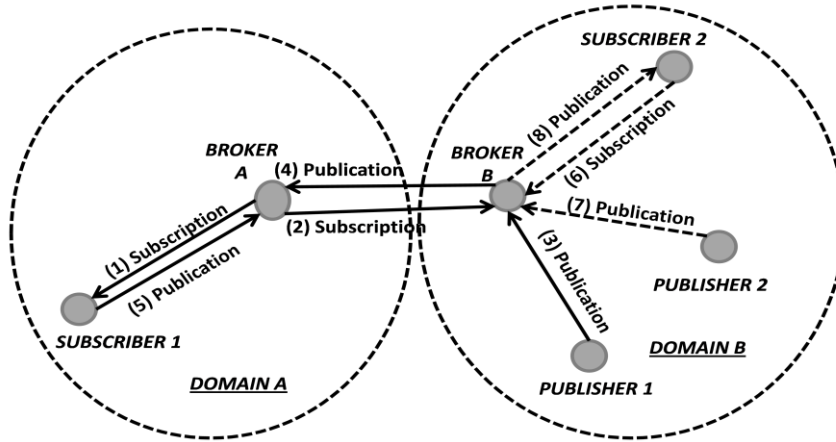 SUBSCRIBER 2
(8) Publication
(6) Subscription
BROKER
A
(4) Publication
BROKER
B
(2) Subscription
(7) Publication
(1) Subscription
(5) Publication
(3) Publication
PUBLISHER 2
SUBSCRIBER 1
DOMAIN B
DOMAIN A
PUBLISHER 1